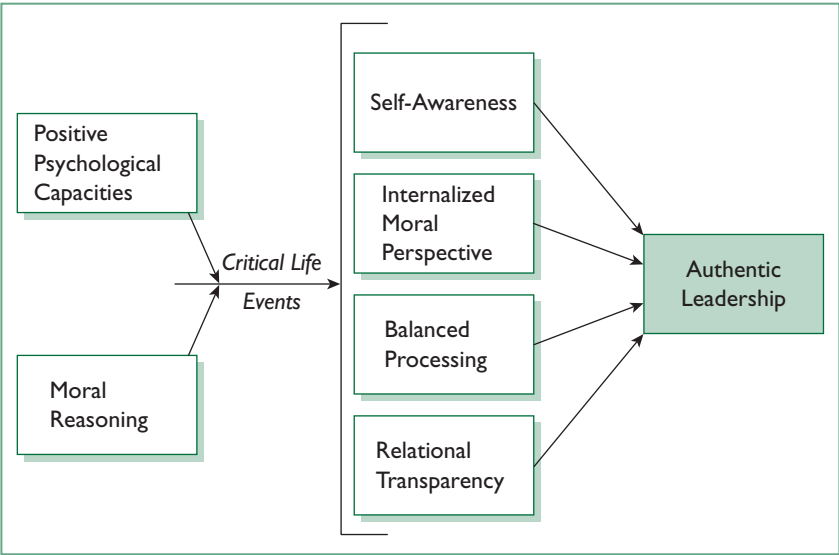 Positive
Psychological
Capacities
Moral
Reasoning
Critical Life
Events
Self-Awareness
Internalized
Moral
Perspective
Balanced
Processing
Relational
Transparency
Authentic
Leadership